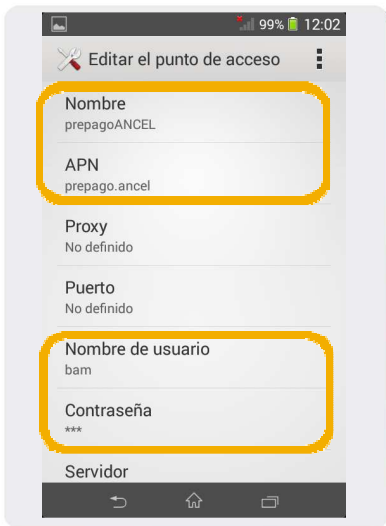 99% 12:02
Editar el punto de acceso
Nombre
prepagoANCEL
APN
prepago.ancel
Proxy
No definido
Puerto
No definido
Nombre de usuario
bam
Contraseña
***
Servidor